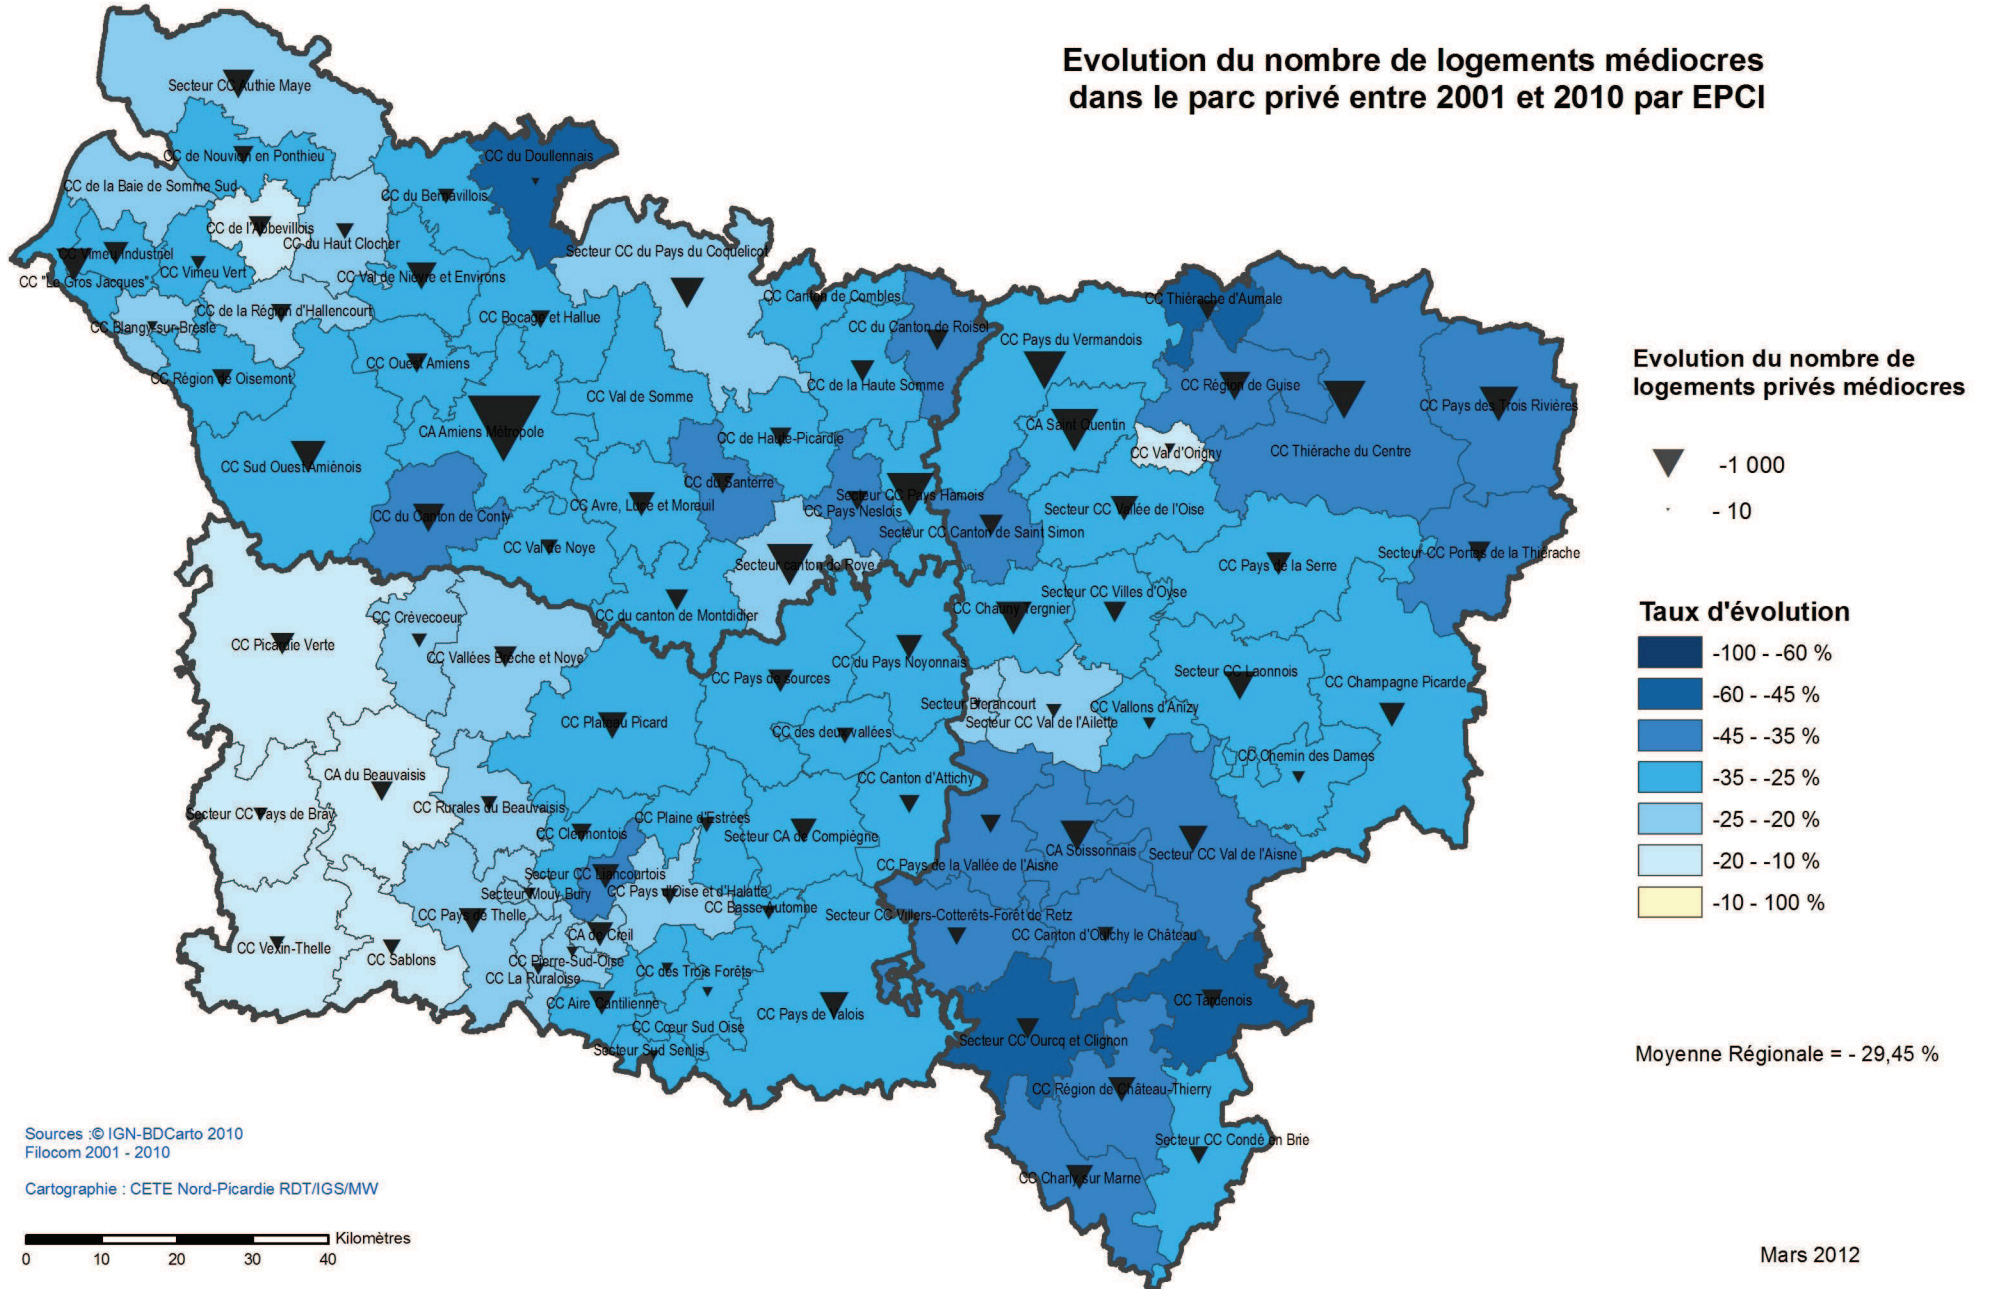 Evolution du nombre de logements médiocres
dans le parc privé entre 2001 et 2010 par EPCI
Secteur CC Authie Maye
CC de Nouvion en Ponthieu
CC du Doullennais
CC de la Baie de Somme Sud
CC du Bernavillois
CC de l'Abbevillois
CC du Haut Clocher
Secteur CC du Pays du Coquelicot
CC Vimeu Industriel
CC Vimeu Vert
CC Val de Nièvre et Environs
CC "Le Gros Jacques"
CC de la Région d'Hallencourt
CC Bocage et Hallue
CC Canton de Combles
CC Thiérache d'Aumale
CC Blangy-sur-Bresle
CC du Canton de Roisel
CC Pays du Vermandois
CC Ouest Amiens
CC Région de Oisemont
CC de la Haute Somme
CC Région de Guise
CC Val de Somme
CC Pays des Trois Rivières
CA Amiens Métropole
CC de Haute-Picardie
CA Saint Quentin
CC Val d'Origny
CC Thiérache du Centre
CC Sud Ouest Amiénois
CC du Santerre
Secteur CC Pays Hamois
CC Avre, Luce et Moreuil
CC Pays Neslois
Secteur CC Vallée de l'Oise
CC du Canton de Conty
Secteur CC Canton de Saint Simon
CC Val de Noye
Secteur CC Portes de la Thiérache
Secteur canton de Roye
CC Pays de la Serre
Secteur CC Villes d'Oyse
CC Chauny Tergnier
CC du canton de Montdidier
CC Crèvecoeur
CC Picardie Verte
CC Vallées Brèche et Noye
CC du Pays Noyonnais
CC Pays de sources
Secteur CC Laonnois
CC Champagne Picarde
Secteur Blérancourt
CC Vallons d'Anizy
CC Plateau Picard
Secteur CC Val de l'Ailette
CC des deux vallées
CC Chemin des Dames
CA du Beauvaisis
CC Canton d'Attichy
CC Rurales du Beauvaisis
Secteur CC Pays de Bray
CC Plaine d'Estrées
CC Clermontois
Secteur CA de Compiègne
CA Soissonnais
Secteur CC Val de l'Aisne
CC Pays de la Vallée de l'Aisne
Secteur CC Liancourtois
Secteur Mouy Bury
CC Pays d'Oise et d'Halatte
CC Basse Automne
CC Pays de Thelle
Secteur CC Villers-Cotterêts-Forêt de Retz
CA de Creil
CC Canton d'Oulchy le Château
CC Vexin-Thelle
CC Sablons
CC Pierre-Sud-Oise
CC La Ruraloise
CC des Trois Forêts
CC Aire Cantilienne
CC Tardenois
CC Pays de Valois
CC Cœur Sud Oise
Secteur CC Ourcq et Clignon
Secteur Sud Senlis
CC Région de Château-Thierry
Secteur CC Condé en Brie
CC Charly sur Marne
Evolution du nombre de
logements privés médiocres
-1 000
- 10
Taux d'évolution
-100 - -60 %
-60 - -45 %
-45 - -35 %
-35 - -25 %
-25 - -20 %
-20 - -10 %
-10 - 100 %
Moyenne Régionale = - 29,45 %
Sources :© IGN-BDCarto 2010
Filocom 2001 - 2010
Cartographie : CETE Nord-Picardie RDT/IGS/MW
Kilomètres
0 10 20 30 40
Mars 2012